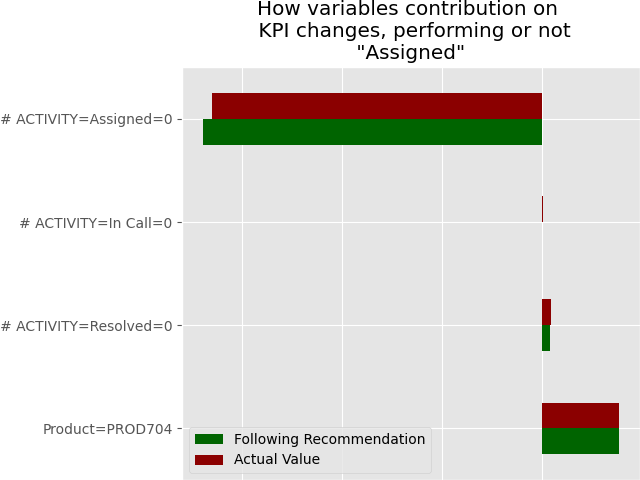 How variables contribution on
KPI changes, performing or not
"Assigned"
# ACTIVITY=Assigned=0
# ACTIVITY=In Call=0
# ACTIVITY=Resolved=0
Product=PROD704
Following Recommendation
Actual Value